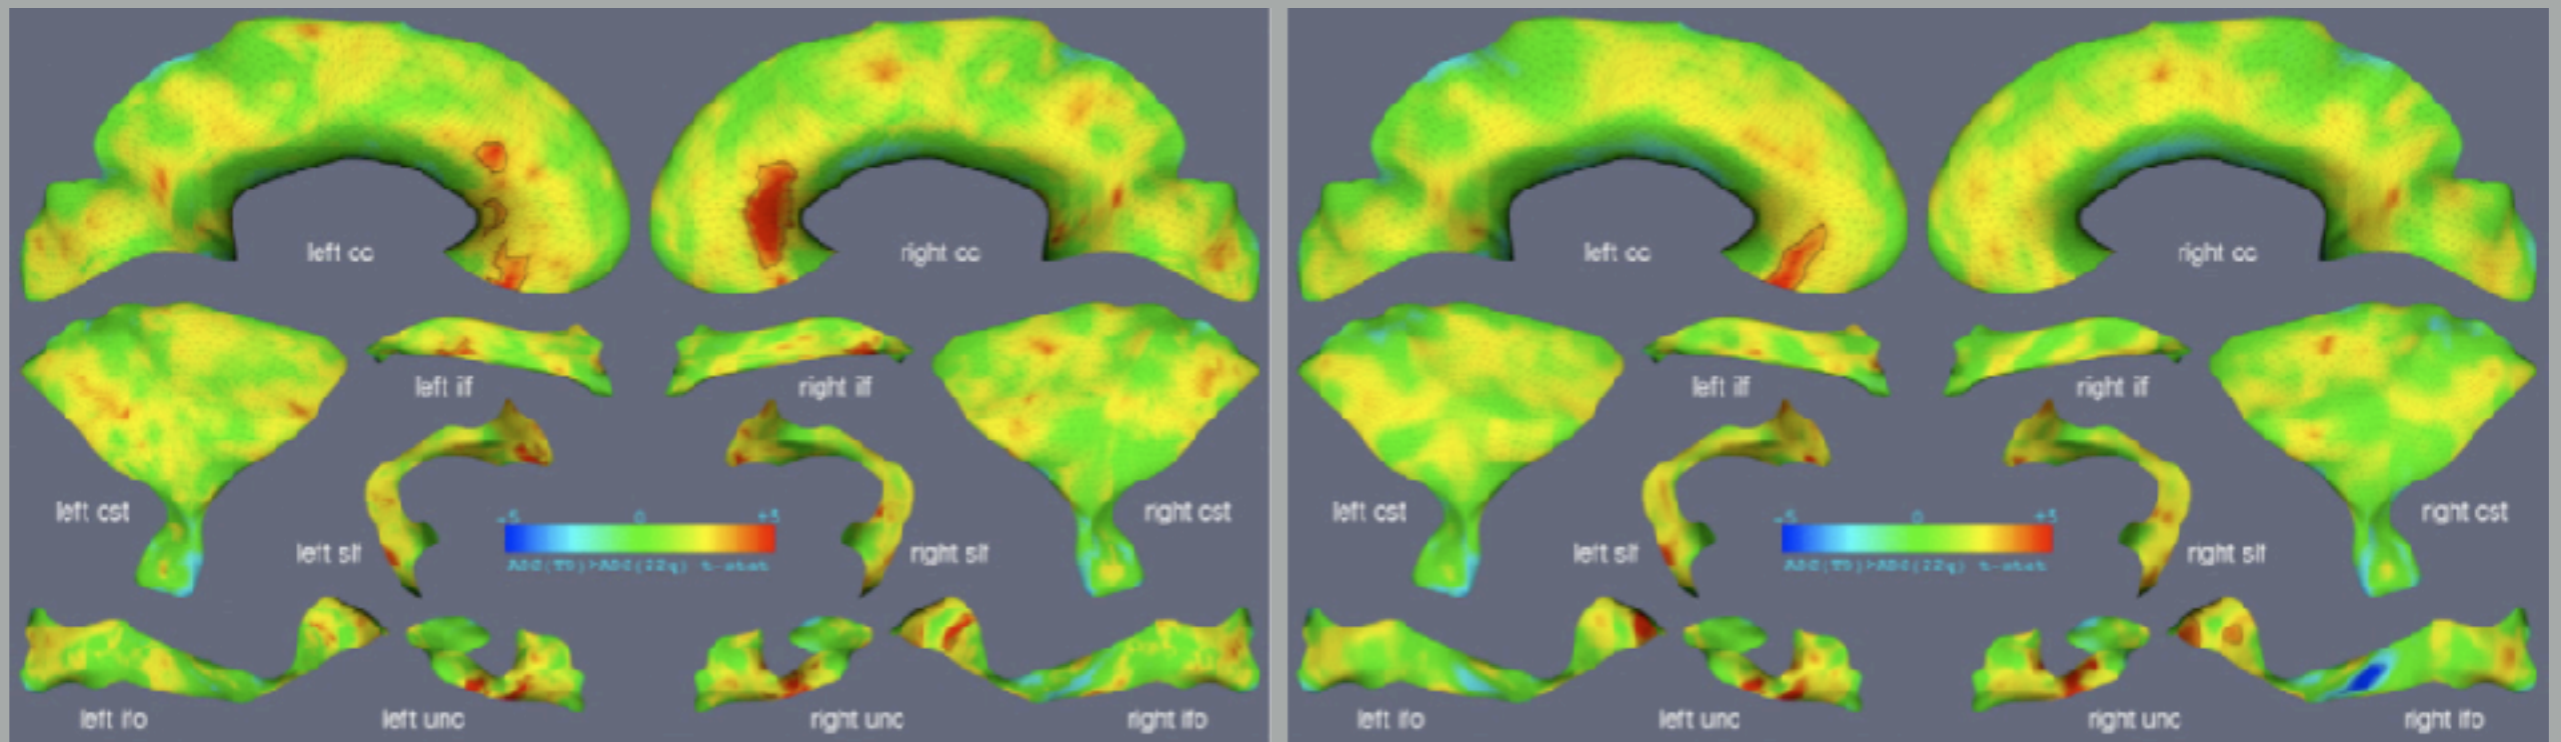 left cc
right cc
left ilf
right ilf
left cst
right cst
-5 0 +5
t-stat
left slf
right slf
left ifo
left unc
right unc
right ifo
left cc
right cc
left ilf
right ilf
left cst
right cst
-5 0 +5
t-stat
left slf
right slf
left ifo
left unc
right unc
right ifo